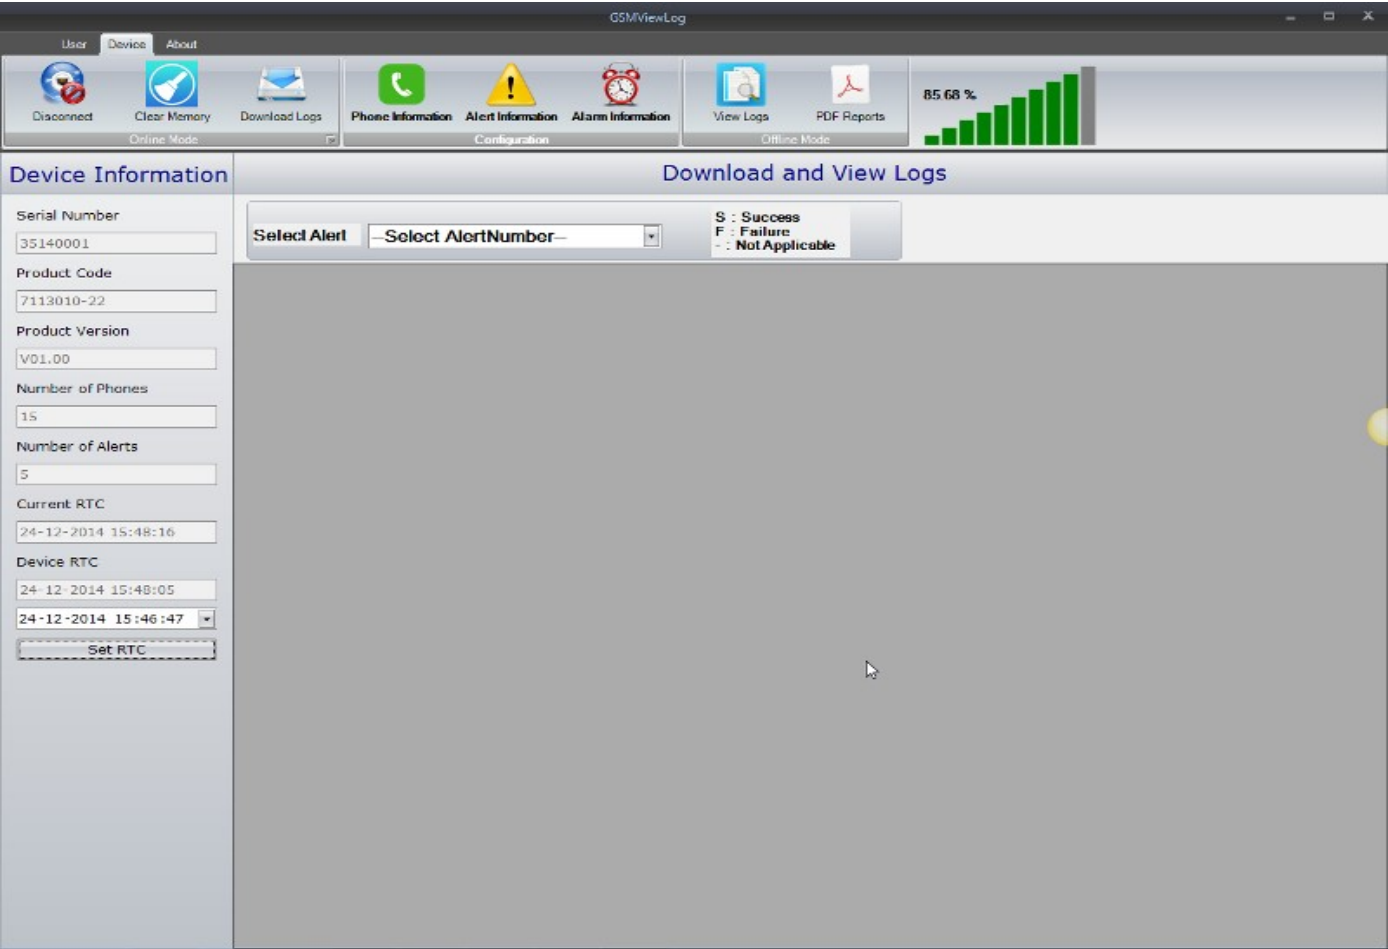 GSMViewLog
User Device About
Disconnect Clear Memory Download Logs Phone Information Alert Information Alarm Information View Logs PDF Reports 85.68 %
Online Mode Configuration Offline Mode
Device Information
Download and View Logs
Serial Number
35140001
Product Code
7113010-22
Product Version
V01.00
Number of Phones
15
Number of Alerts
5
Current RTC
24-12-2014 15:48:16
Device RTC
24-12-2014 15:48:05
24-12-2014 15:46:47
Set RTC
Select Alert --Select AlertNumber--
S : Success
F : Failure
- : Not Applicable